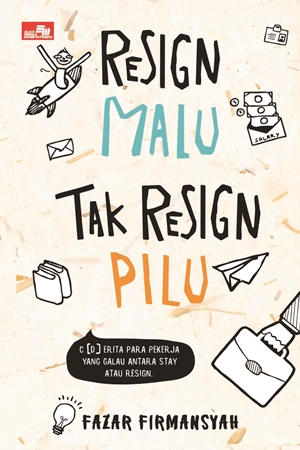 RESIGN
MALU
SALARY
TAK RESIGN
PILU
C [D] ERITA PARA PEKERJA
YANG GALAU ANTARA STAY
ATAU RESIGN.
FAZAR FIRMANSYAH